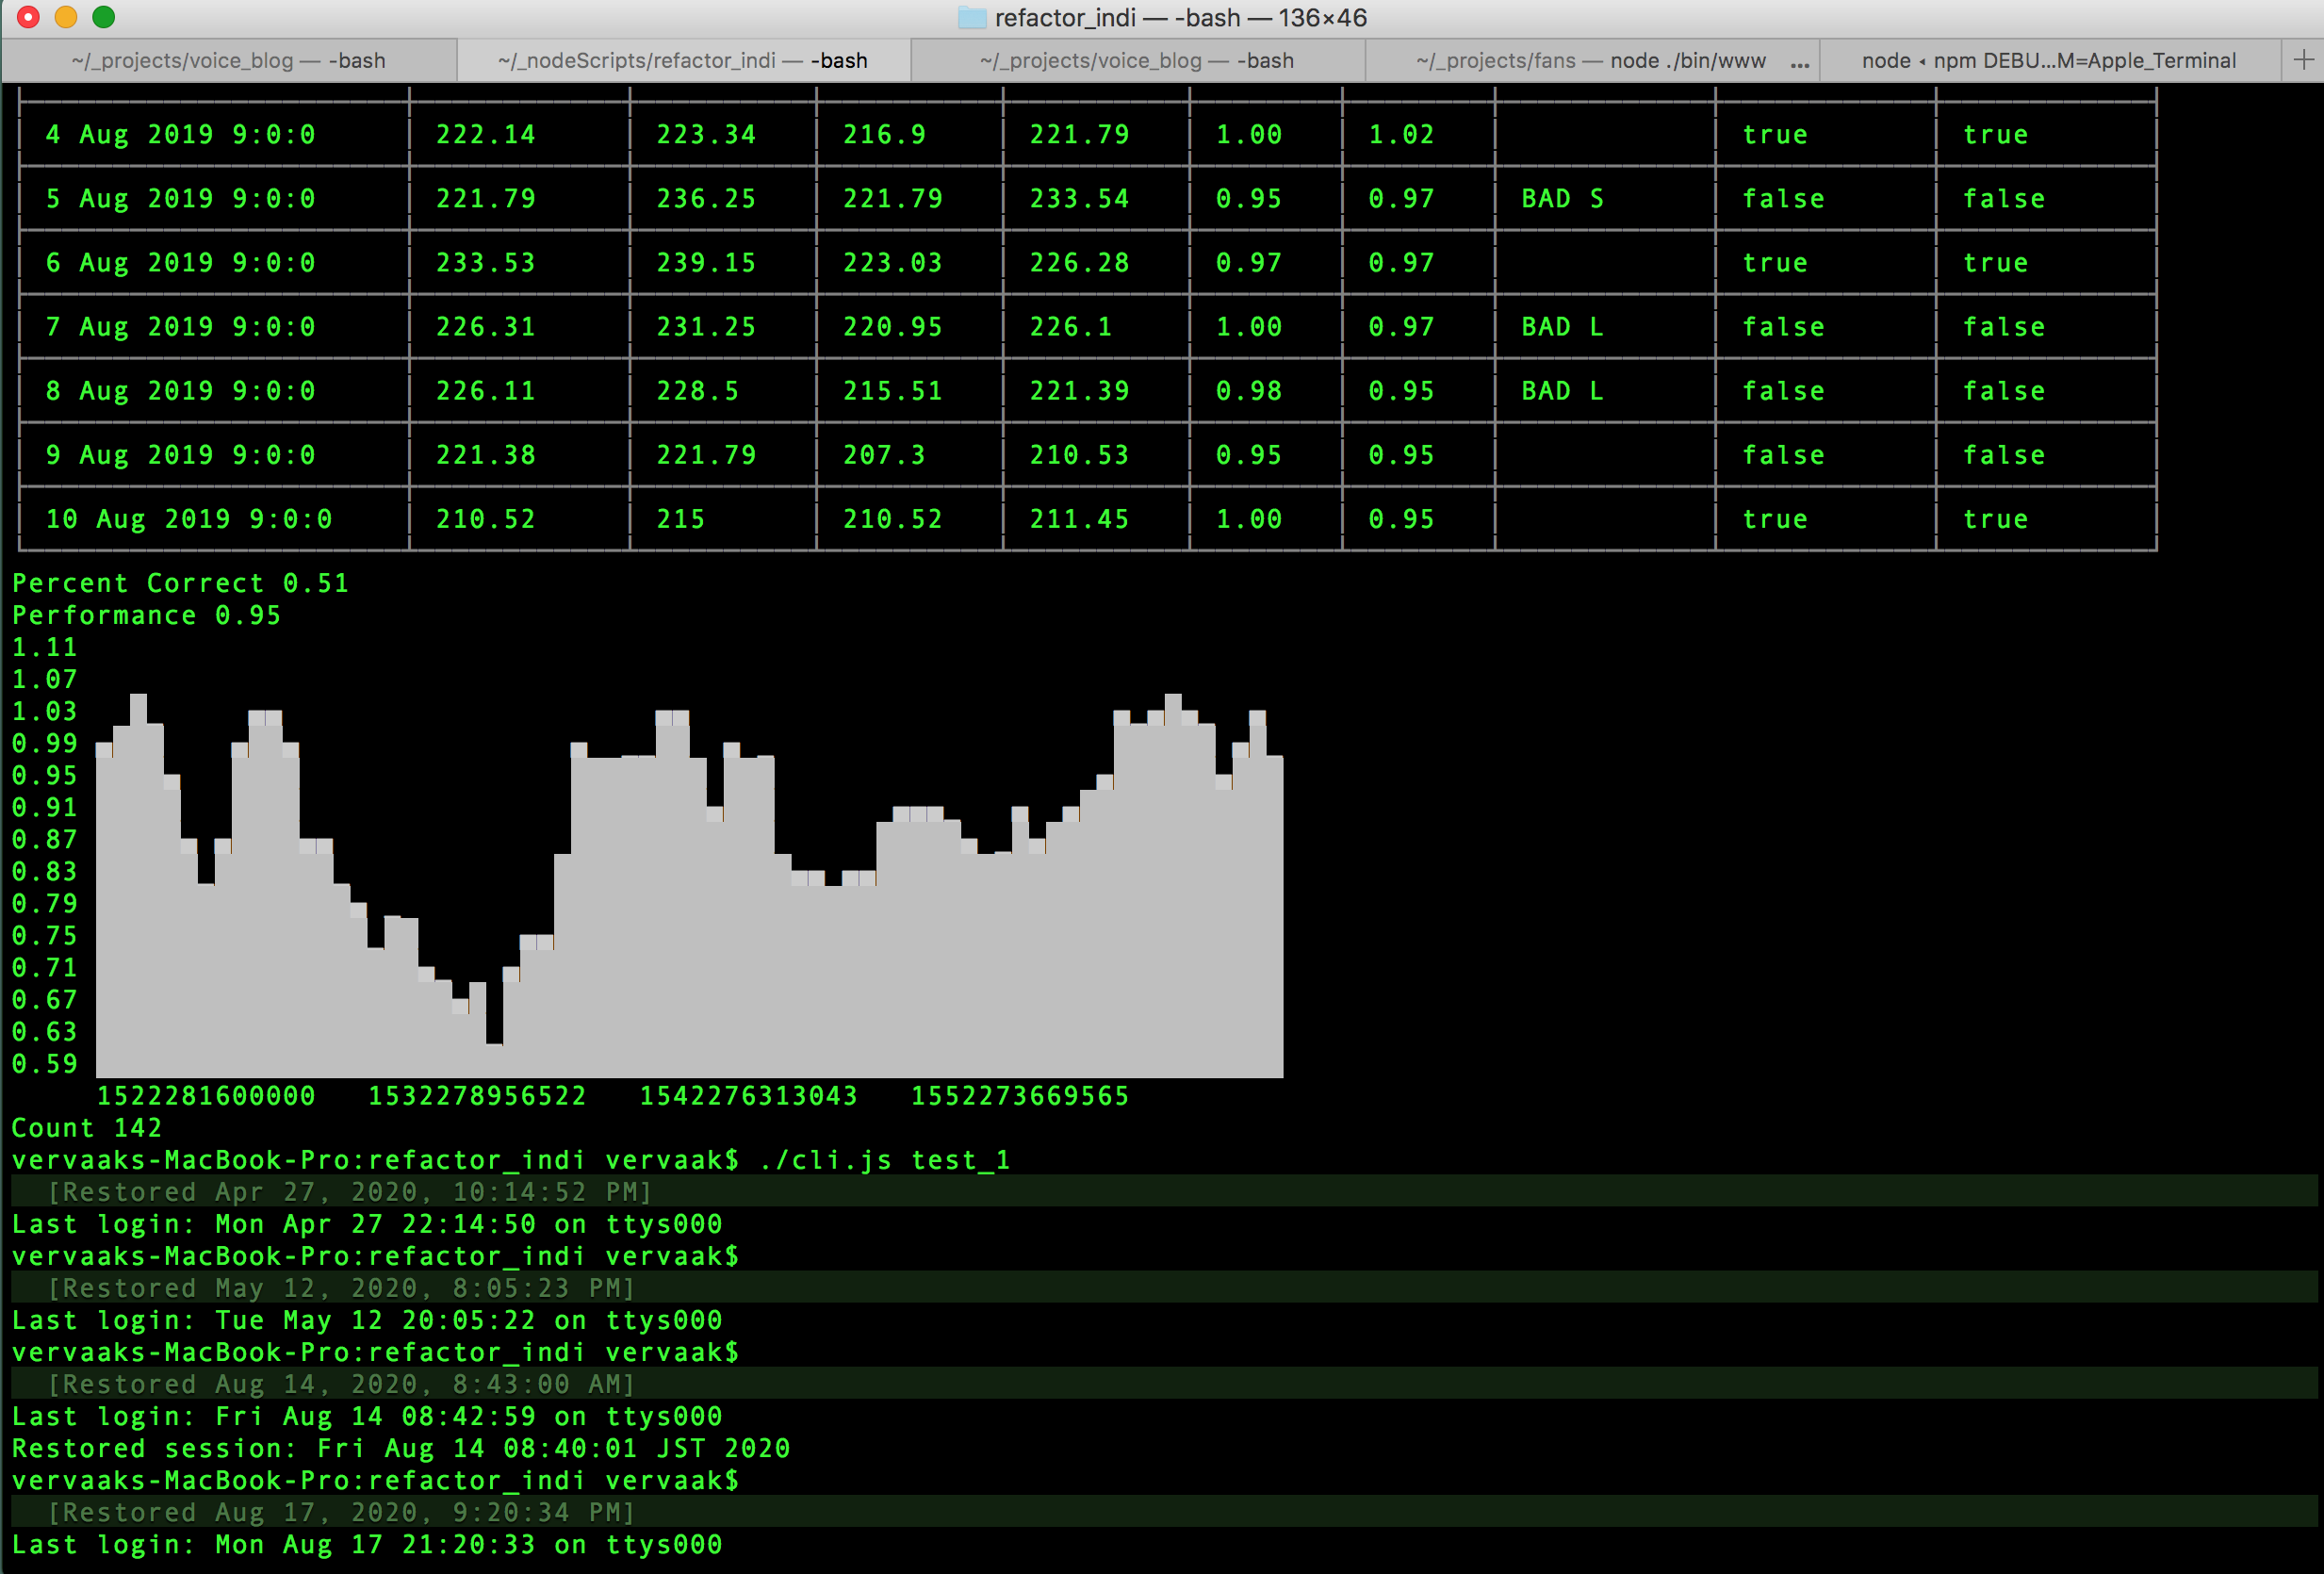 refactor_indi — -bash — 136×46
~/_projects/voice_blog — -bash ~/_nodeScripts/refactor_indi — -bash ~/_projects/voice_blog — -bash ~/_projects/fans — node ./bin/www ... node ◂ npm DEBU...M=Apple_Terminal +
4 Aug 2019 9:0:0 222.14 223.34 216.9 221.79 1.00 1.02 true true
5 Aug 2019 9:0:0 221.79 236.25 221.79 233.54 0.95 0.97 BAD S false false
6 Aug 2019 9:0:0 233.53 239.15 223.03 226.28 0.97 0.97 true true
7 Aug 2019 9:0:0 226.31 231.25 220.95 226.1 1.00 0.97 BAD L false false
8 Aug 2019 9:0:0 226.11 228.5 215.51 221.39 0.98 0.95 BAD L false false
9 Aug 2019 9:0:0 221.38 221.79 207.3 210.53 0.95 0.95 false false
10 Aug 2019 9:0:0 210.52 215 210.52 211.45 1.00 0.95 true true
Percent Correct 0.51
Performance 0.95
1.11
1.07
1.03
0.99
0.95
0.91
0.87
0.83
0.79
0.75
0.71
0.67
0.63
0.59
1522281600000 1532278956522 1542276313043 1552273669565
Count 142
vervaaks-MacBook-Pro:refactor_indi vervaak$ ./cli.js test_1
[Restored Apr 27, 2020, 10:14:52 PM]
Last login: Mon Apr 27 22:14:50 on ttys000
vervaaks-MacBook-Pro:refactor_indi vervaak$
[Restored May 12, 2020, 8:05:23 PM]
Last login: Tue May 12 20:05:22 on ttys000
vervaaks-MacBook-Pro:refactor_indi vervaak$
[Restored Aug 14, 2020, 8:43:00 AM]
Last login: Fri Aug 14 08:42:59 on ttys000
Restored session: Fri Aug 14 08:40:01 JST 2020
vervaaks-MacBook-Pro:refactor_indi vervaak$
[Restored Aug 17, 2020, 9:20:34 PM]
Last login: Mon Aug 17 21:20:33 on ttys000